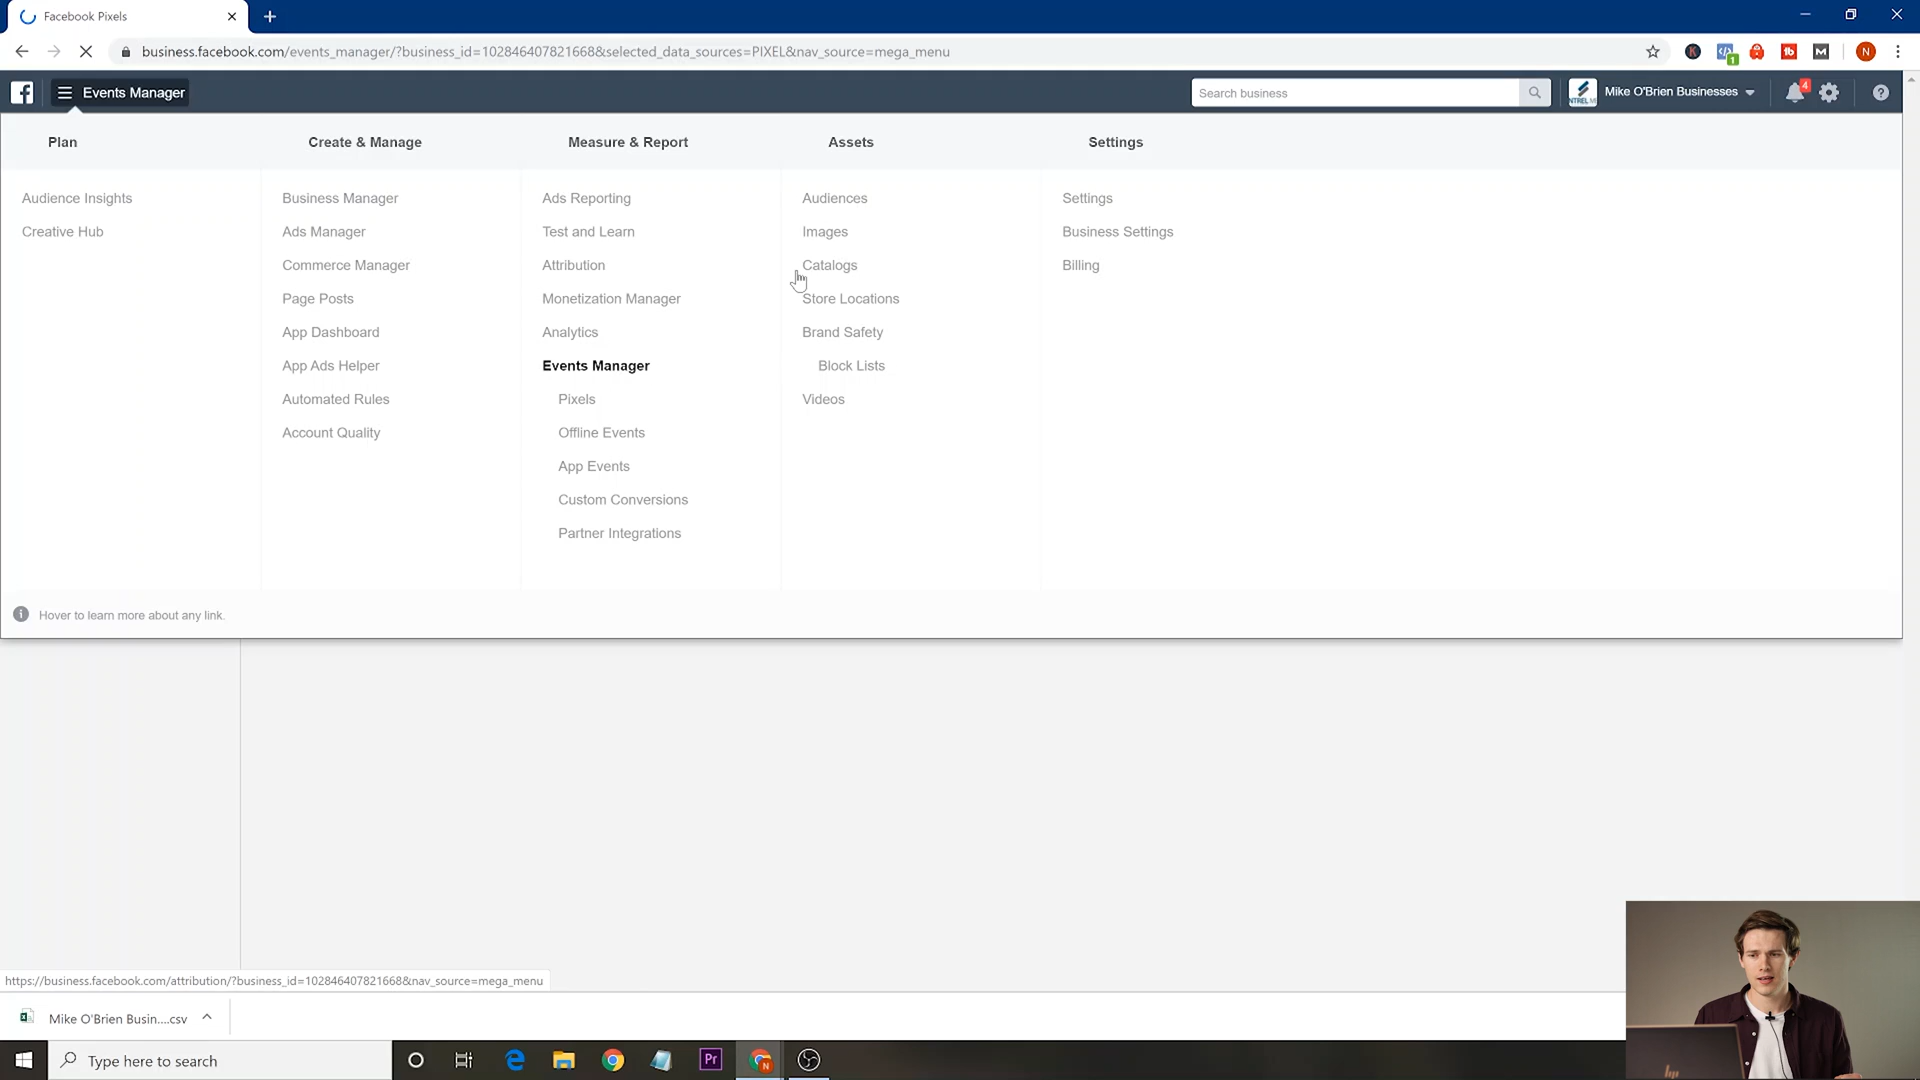 Facebook Pixels
business.facebook.com/events_manager/?business_id=102846407821668&selected_data_sources=PIXEL&nav_source=mega_menu
Events Manager
Search business
Mike O'Brien Businesses
4
Plan
Create & Manage
Measure & Report
Assets
Settings
Audience Insights
Creative Hub
Business Manager
Ads Manager
Commerce Manager
Page Posts
App Dashboard
App Ads Helper
Automated Rules
Account Quality
Ads Reporting
Test and Learn
Attribution
Monetization Manager
Analytics
Events Manager
Pixels
Offline Events
App Events
Custom Conversions
Partner Integrations
Audiences
Images
Catalogs
Store Locations
Brand Safety
Block Lists
Videos
Settings
Business Settings
Billing
Hover to learn more about any link.
https://business.facebook.com/attribution/?business_id=102846407821668&nav_source=mega_menu
Mike O'Brien Busin....csv
Type here to search
Pr
N
hp